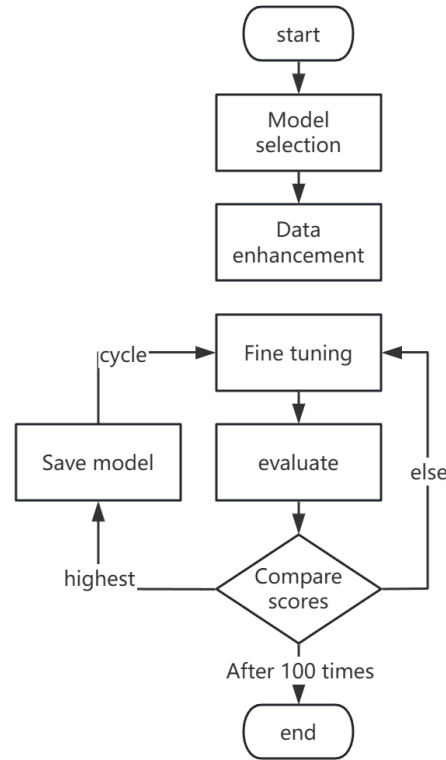 start
Model
selection
Data
enhancement
cycle
Fine tuning
Save model
evaluate
else
highest
Compare
scores
After 100 times
end